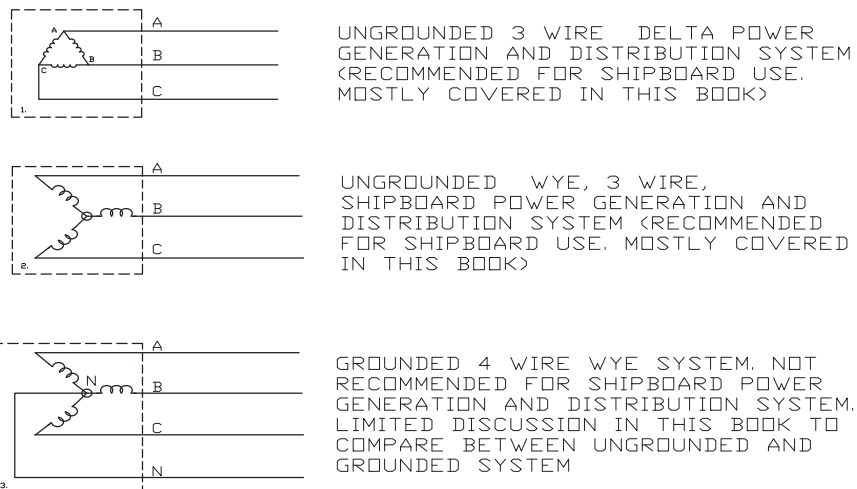 A
A
B
C
B
C
1.
UNGROUNDED 3 WIRE DELTA POWER
GENERATION AND DISTRIBUTION SYSTEM
(RECOMMENDED FOR SHIPBOARD USE.
MOSTLY COVERED IN THIS BOOK)
A
B
C
2.
UNGROUNDED WYE, 3 WIRE,
SHIPBOARD POWER GENERATION AND
DISTRIBUTION SYSTEM (RECOMMENDED
FOR SHIPBOARD USE. MOSTLY COVERED
IN THIS BOOK)
A
N
B
C
N
3.
GROUNDED 4 WIRE WYE SYSTEM. NOT
RECOMMENDED FOR SHIPBOARD POWER
GENERATION AND DISTRIBUTION SYSTEM.
LIMITED DISCUSSION IN THIS BOOK TO
COMPARE BETWEEN UNGROUNDED AND
GROUNDED SYSTEM